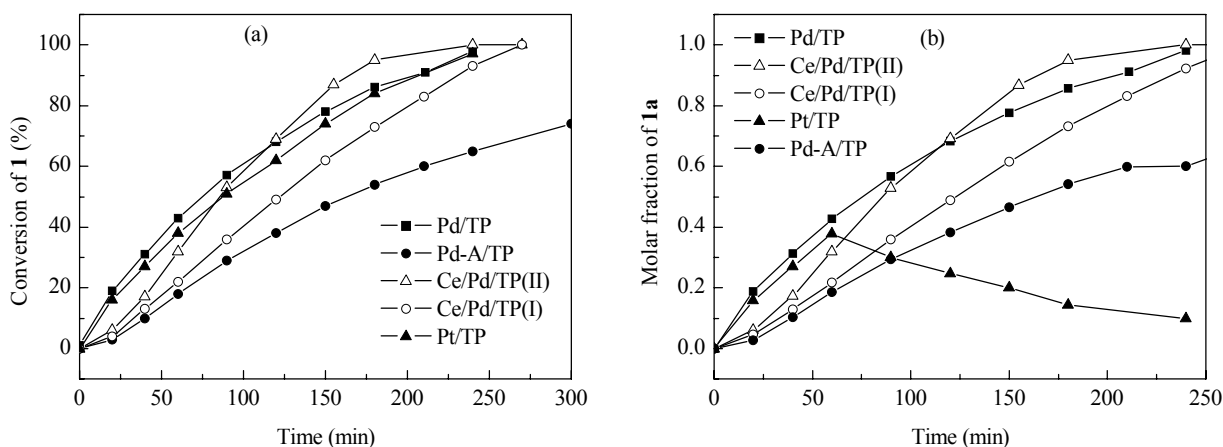 (a)
Conversion of 1 (%)
100
80
60
40
20
0
Pd/TP
Pd-A/TP
Ce/Pd/TP(II)
Ce/Pd/TP(I)
Pt/TP
0 50 100 150 200 250 300
Time (min)
(b)
Molar fraction of 1a
1.0
0.8
0.6
0.4
0.2
0.0
Pd/TP
Ce/Pd/TP(II)
Ce/Pd/TP(I)
Pt/TP
Pd-A/TP
0 50 100 150 200 250
Time (min)